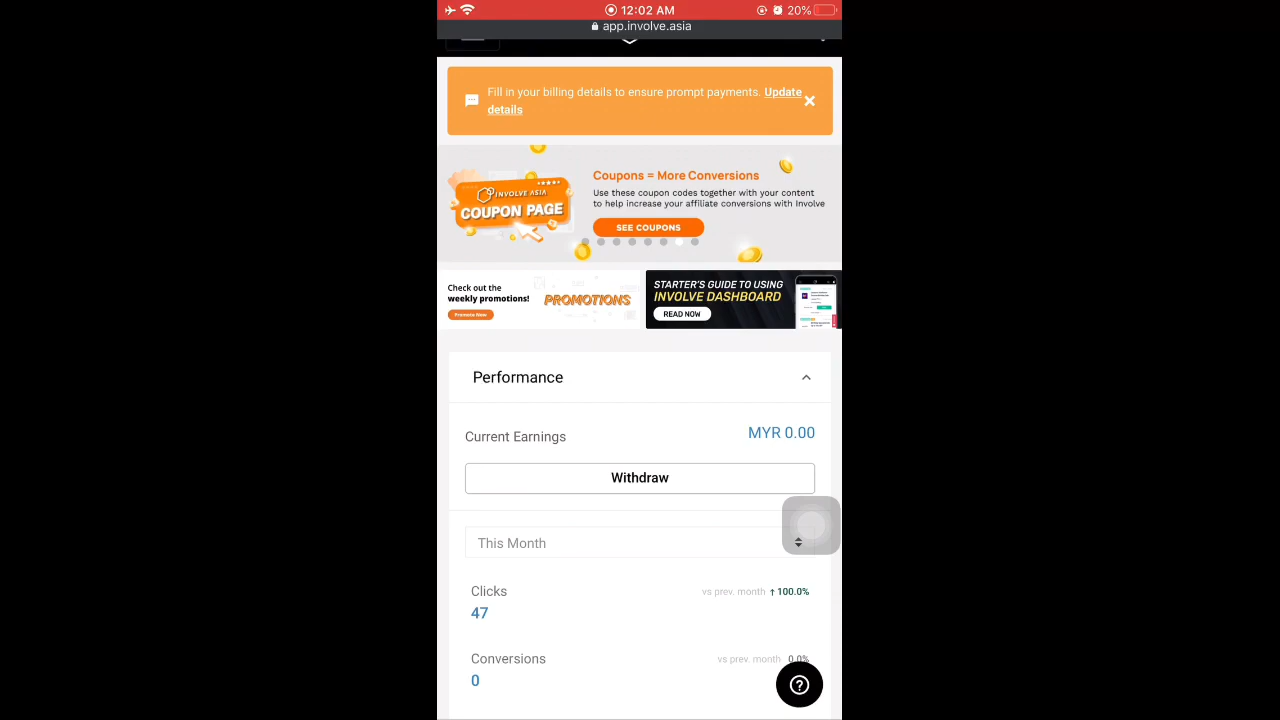 12:02 AM
20%
app.involve.asia
Fill in your billing details to ensure prompt payments. Update
details
Coupons = More Conversions
INVOLVE ASIA
COUPON PAGE
Use these coupon codes together with your content
to help increase your affiliate conversions with Involve
SEE COUPONS
Check out the
weekly promotions!
Promote Now
PROMOTIONS
STARTER'S GUIDE TO USING
INVOLVE DASHBOARD
READ NOW
Performance
Current Earnings
MYR 0.00
Withdraw
This Month
Clicks
vs prev. month ↑ 100.0%
47
Conversions
vs prev. month 0.0%
0